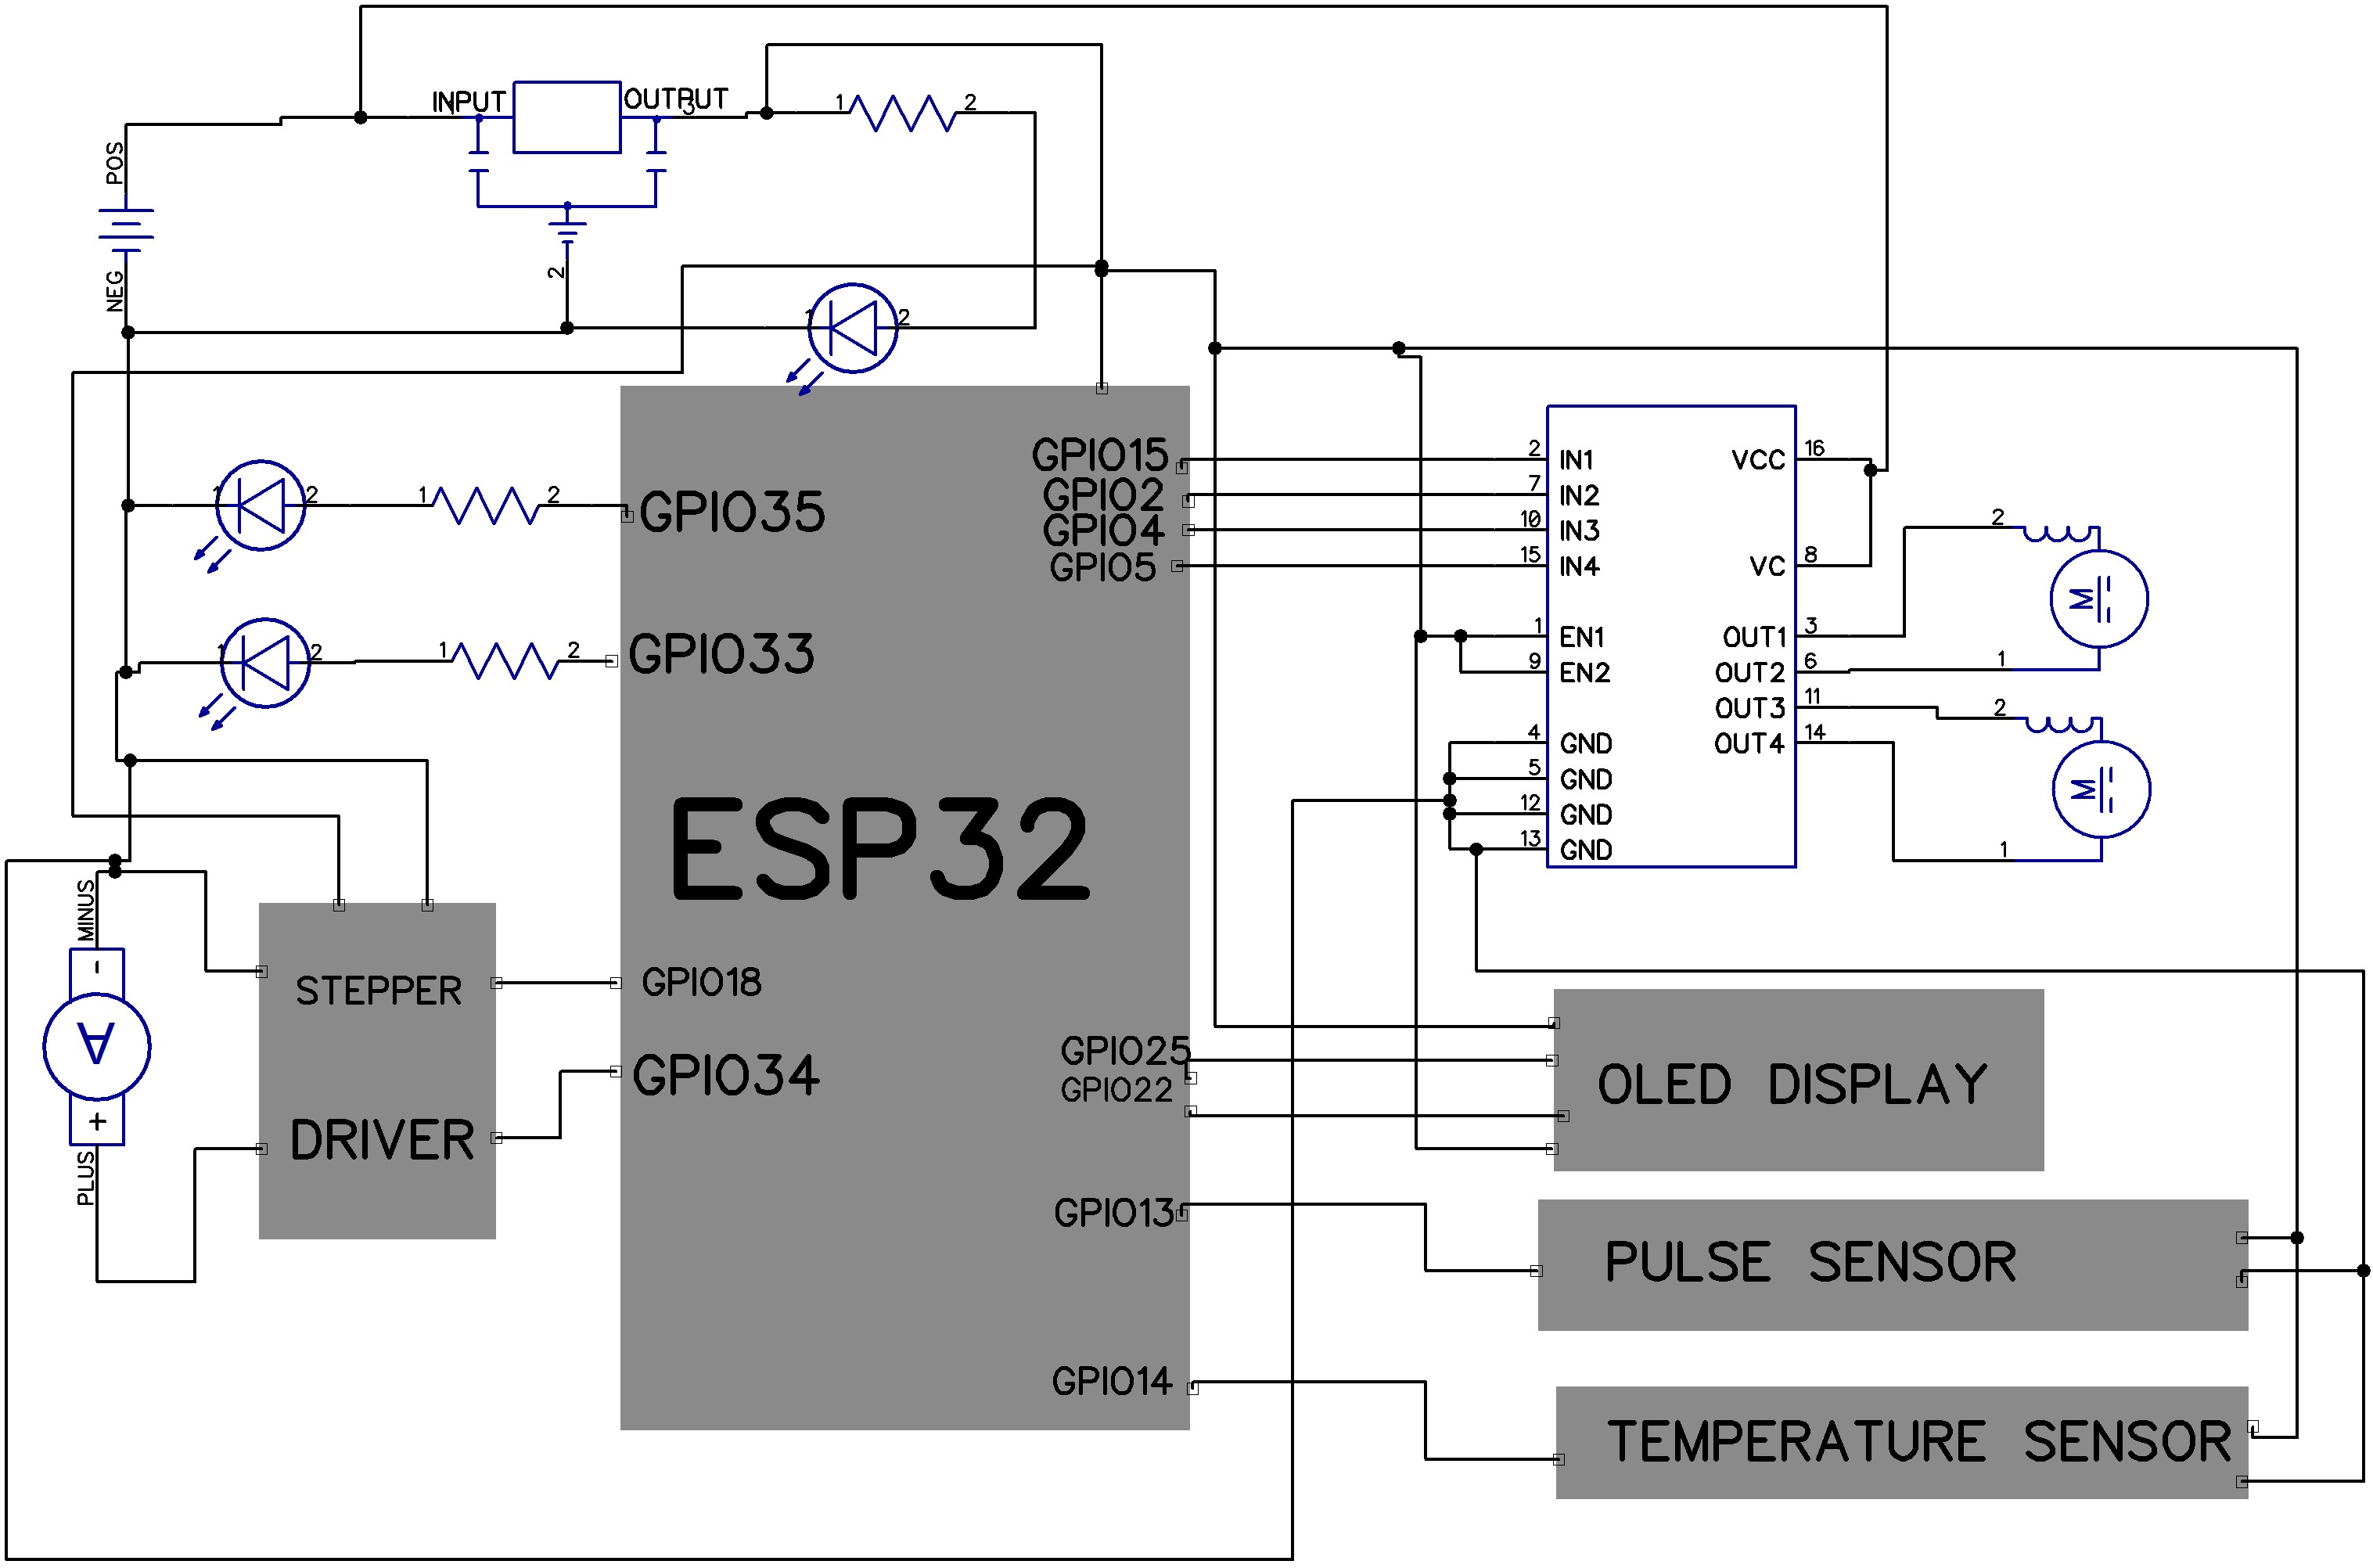 INPUT
1
OUTPUT
3
1
2
POS
NEG
2
1
2
1
2
1
2
GPIO35
1
2
1
2
GPIO33
GPIO15
GPIO2
GPIO4
GPIO5
ESP32
2
IN1
7
IN2
10
IN3
15
IN4
1
EN1
9
EN2
4
GND
5
GND
12
GND
13
GND
VCC
16
VC
8
OUT1
3
OUT2
6
OUT3
11
OUT4
14
2
M
1
2
M
1
MINUS
-
A
+
PLUS
STEPPER
DRIVER
GPIO18
GPIO34
GPIO25
GPIO22
GPIO13
GPIO14
OLED DISPLAY
PULSE SENSOR
TEMPERATURE SENSOR